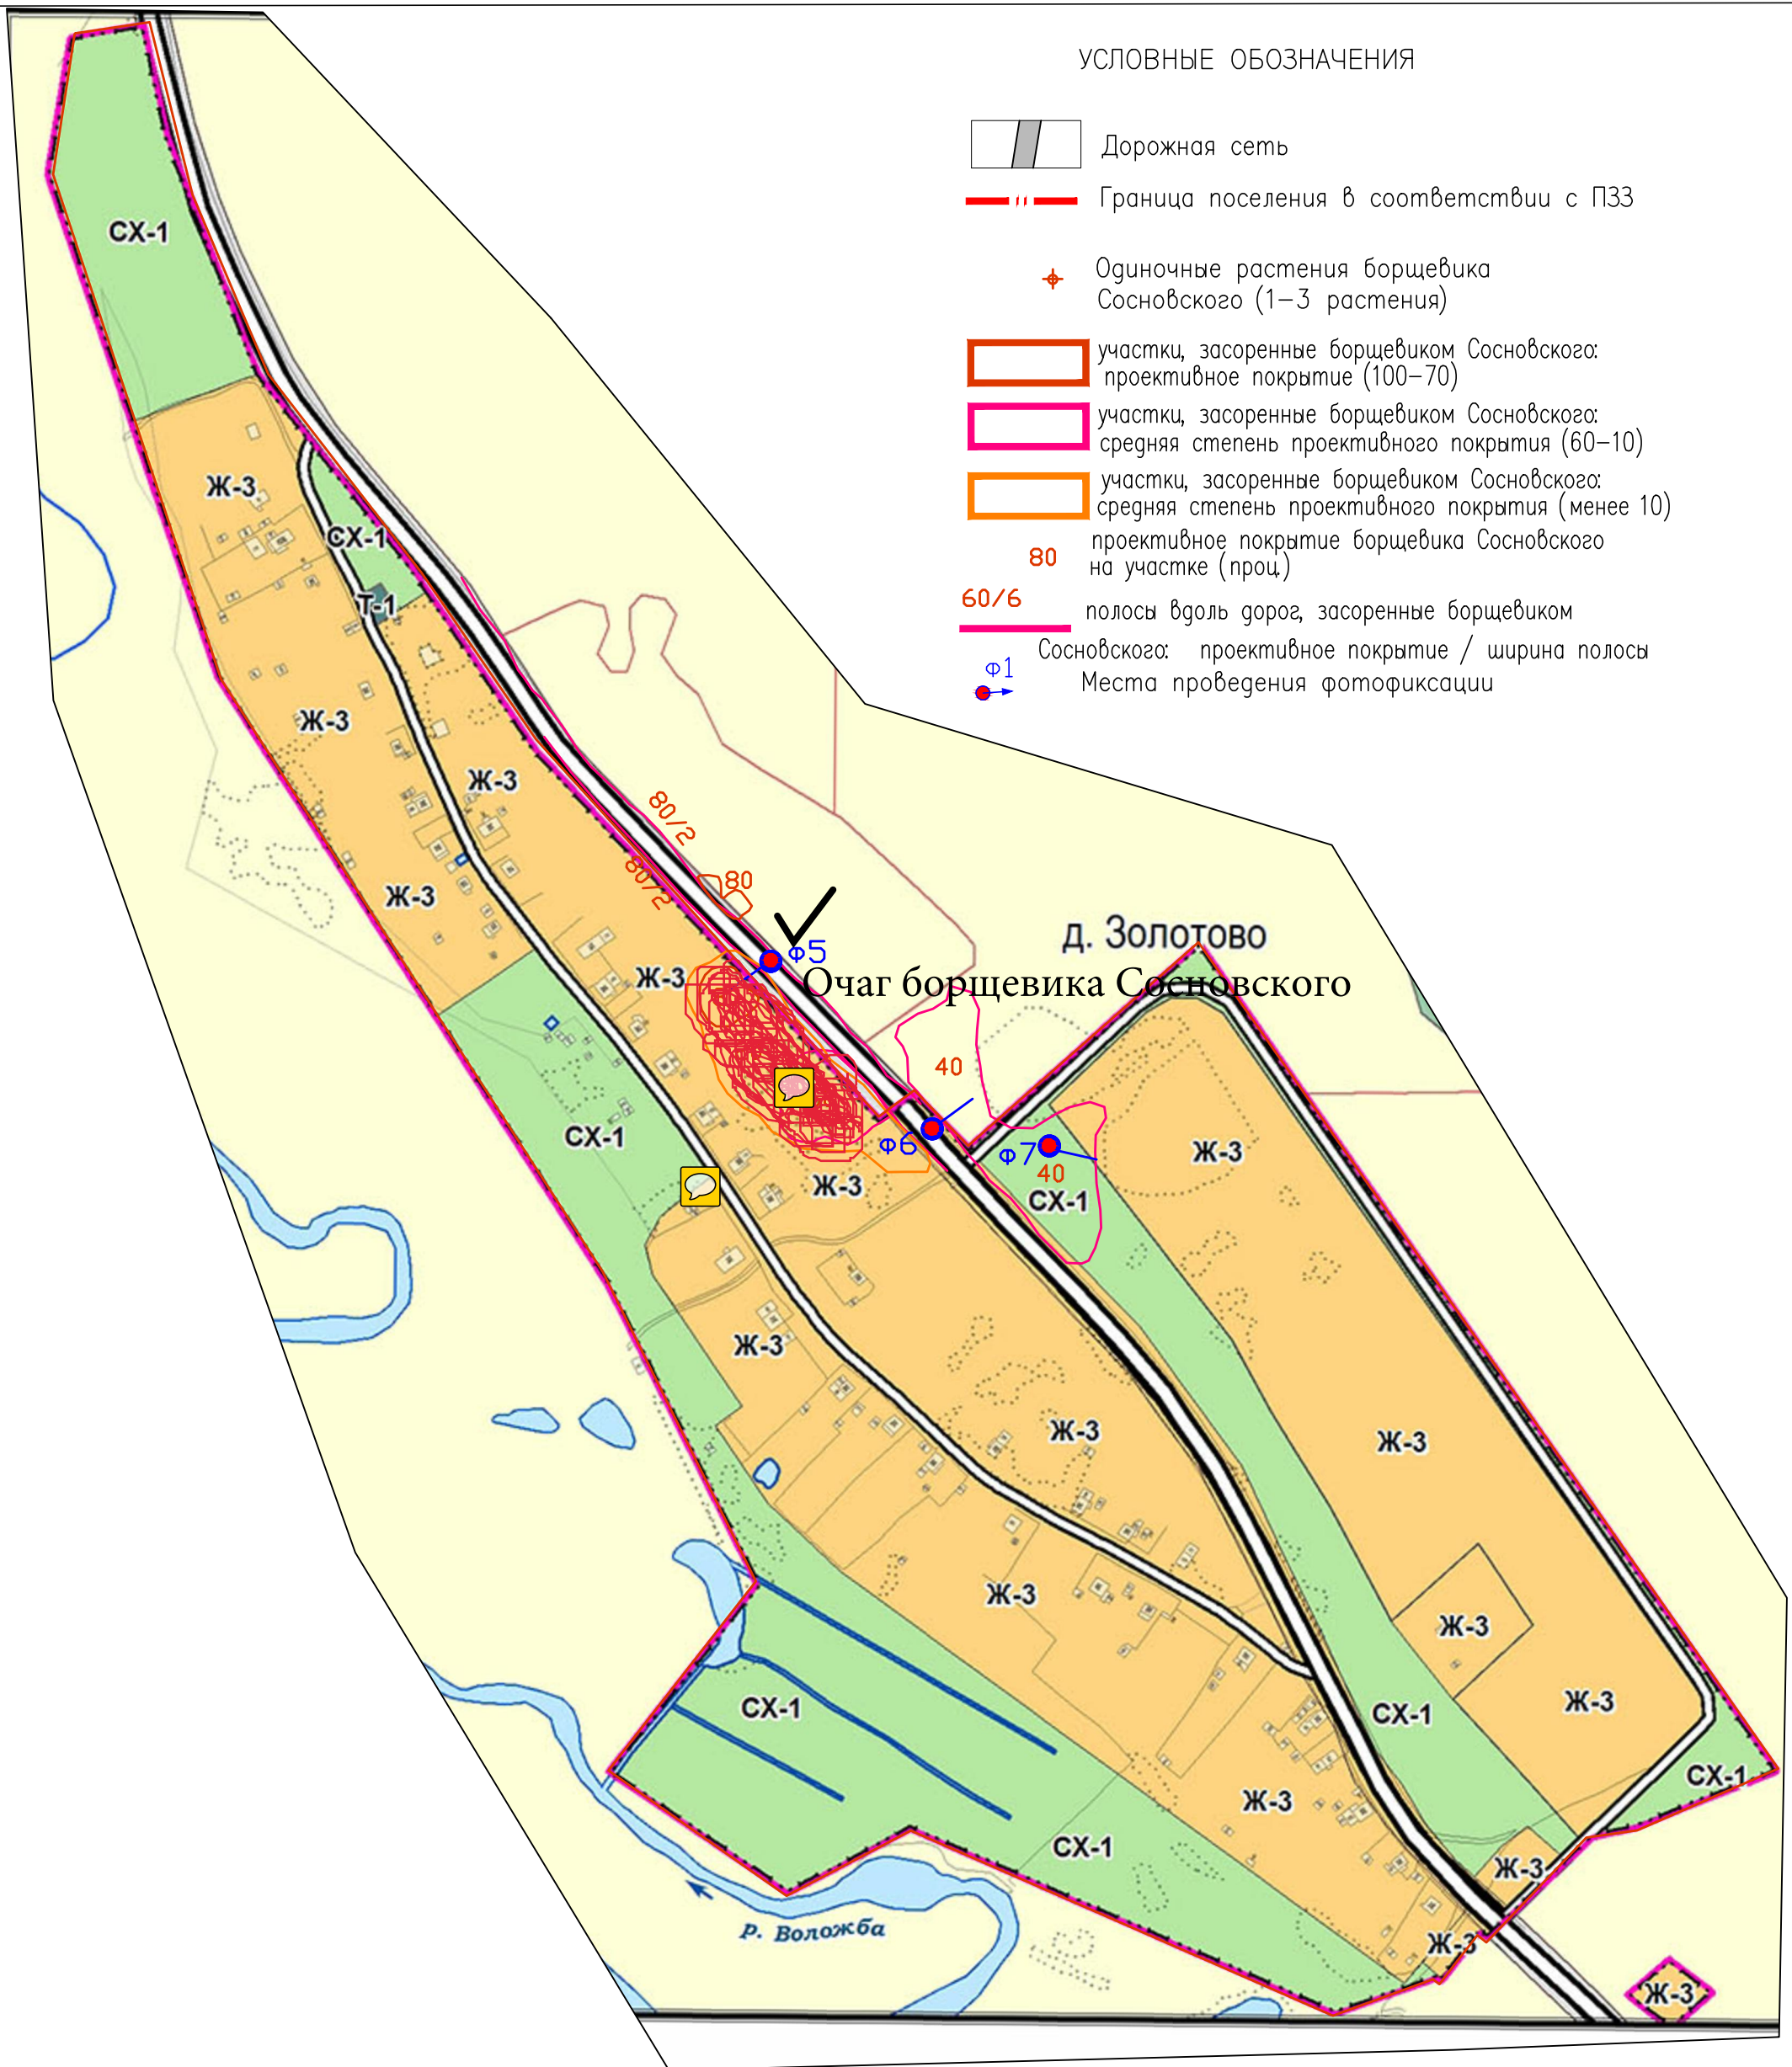 УСЛОВНЫЕ ОБОЗНАЧЕНИЯ
Дорожная сеть
Граница поселения в соответствии с ПЗЗ
Одиночные растения борщевика
Сосновского (1-3 растения)
участки, засоренные борщевиком Сосновского:
проективное покрытие (100-70)
участки, засоренные борщевиком Сосновского:
средняя степень проективного покрытия (60-10)
участки, засоренные борщевиком Сосновского:
средняя степень проективного покрытия (менее 10)
80
проективное покрытие борщевика Сосновского
на участке (проц.)
60/6
полосы вдоль дорог, засоренные борщевиком
Сосновского: проективное покрытие / ширина полосы
Ф1
Места проведения фотофиксации
СХ-1
Ж-3
СХ-1
Т-1
Ж-3
Ж-3
80/2
80/2
80
Ж-3
Ф5
д. Золотово
Ж-3
Очаг борщевика Сосновского
40
СХ-1
Ф6
Ф7
40
Ж-3
Ж-3
СХ-1
Ж-3
Ж-3
Ж-3
Ж-3
Ж-3
СХ-1
СХ-1
Ж-3
СХ-1
Ж-3
СХ-1
Ж-3
р. Воложба
Ж-3
Ж-3